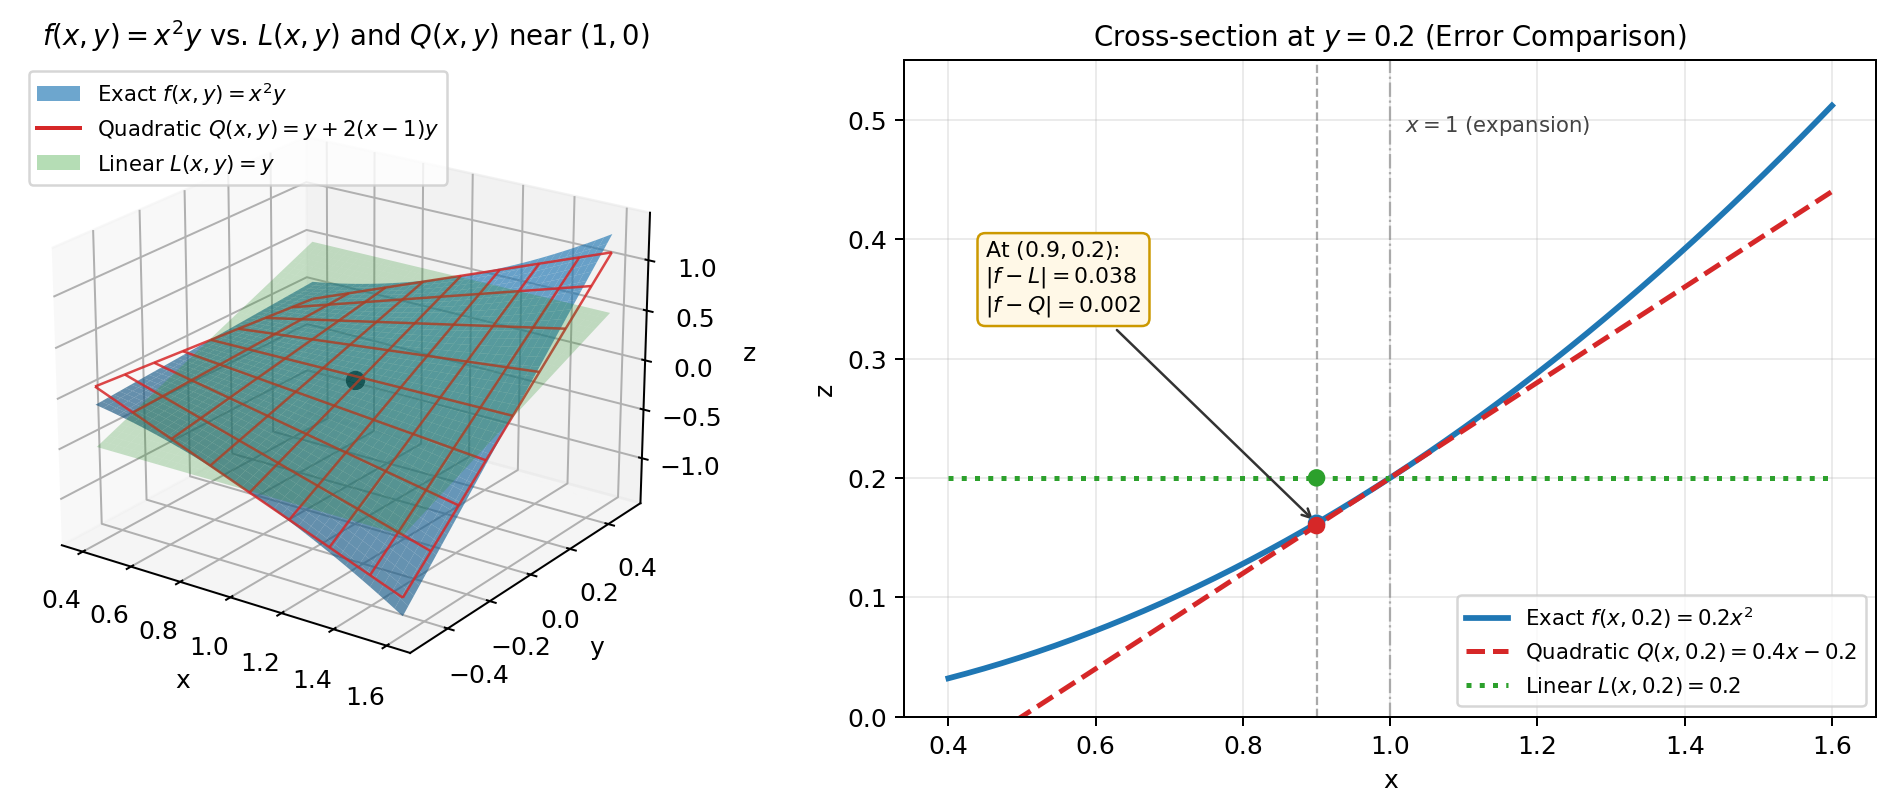 f(x, y) = x²y vs. L(x, y) and Q(x, y) near (1, 0)
Exact f(x, y) = x²y
Quadratic Q(x, y) = y + 2(x − 1)y
Linear L(x, y) = y
1.0
0.5
0.0
−0.5
−1.0
z
0.4
0.6
0.8
1.0
1.2
1.4
1.6
x
−0.4
−0.2
0.0
0.2
0.4
y
Cross-section at y = 0.2 (Error Comparison)
0.5
0.4
0.3
0.2
0.1
0.0
z
x = 1 (expansion)
At (0.9, 0.2):
|f − L| = 0.038
|f − Q| = 0.002
Exact f(x, 0.2) = 0.2x²
Quadratic Q(x, 0.2) = 0.4x − 0.2
Linear L(x, 0.2) = 0.2
0.4
0.6
0.8
1.0
1.2
1.4
1.6
x